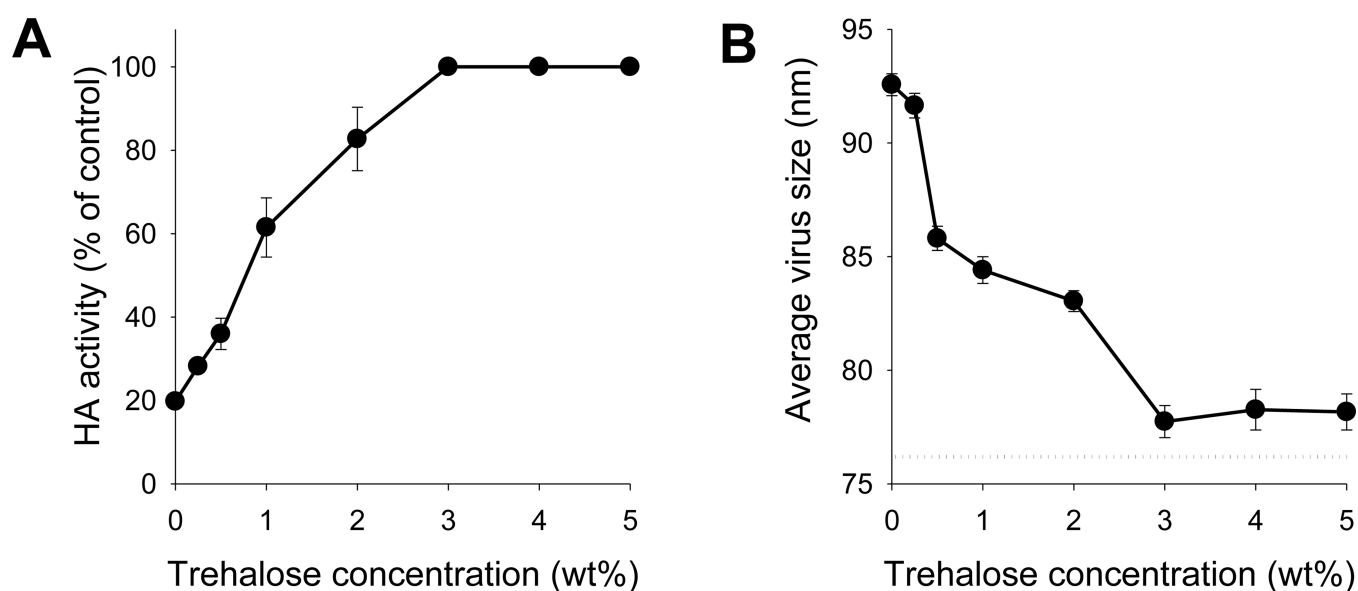 A
HA activity (% of control)
100
80
60
40
20
0
0 1 2 3 4 5
Trehalose concentration (wt%)
B
Average virus size (nm)
95
90
85
80
75
0 1 2 3 4 5
Trehalose concentration (wt%)